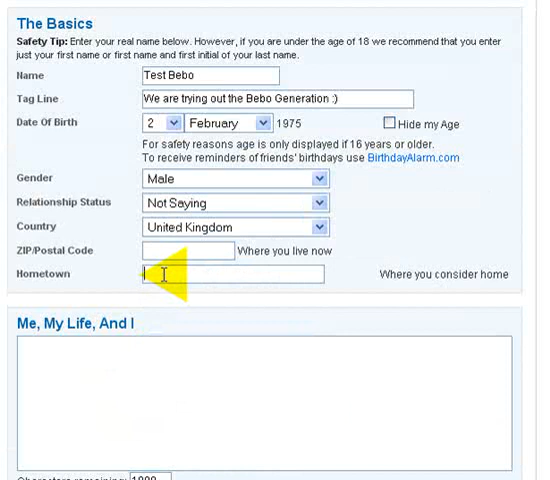 The Basics
Safety Tip: Enter your real name below. However, if you are under the age of 18 we recommend that you enter
just your first name or first name and first initial of your last name.
Name Test Bebo
Tag Line We are trying out the Bebo Generation :)
Date Of Birth 2 February 1975 Hide my Age
For safety reasons age is only displayed if 16 years or older.
To receive reminders of friends' birthdays use BirthdayAlarm.com
Gender Male
Relationship Status Not Saying
Country United Kingdom
ZIP/Postal Code Where you live now
Hometown Where you consider home
Me, My Life, And I
Characters remaining: